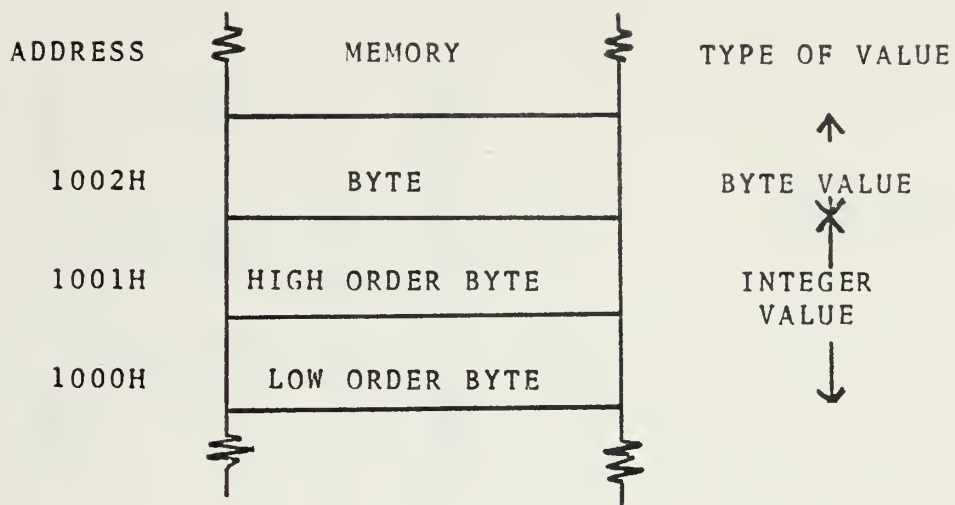 ADDRESS MEMORY TYPE OF VALUE
1002H BYTE BYTE VALUE
1001H HIGH ORDER BYTE INTEGER
VALUE
1000H LOW ORDER BYTE